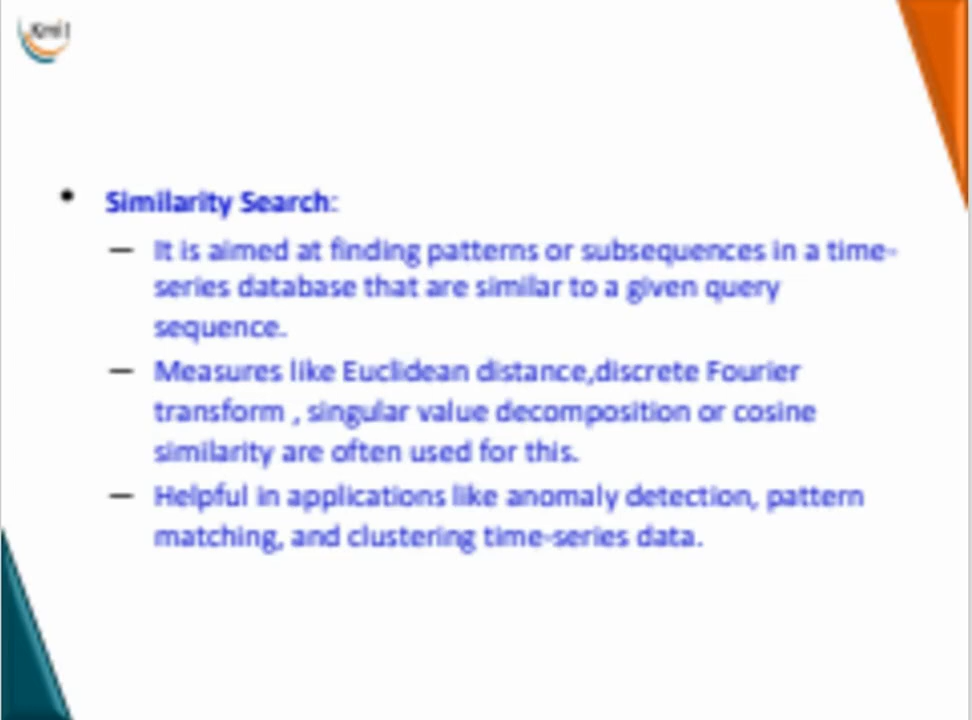 • Similarity Search:
— It is aimed at finding patterns or subsequences in a time-
series database that are similar to a given query
sequence.
— Measures like Euclidean distance,discrete Fourier
transform , singular value decomposition or cosine
similarity are often used for this.
— Helpful in applications like anomaly detection, pattern
matching, and clustering time-series data.